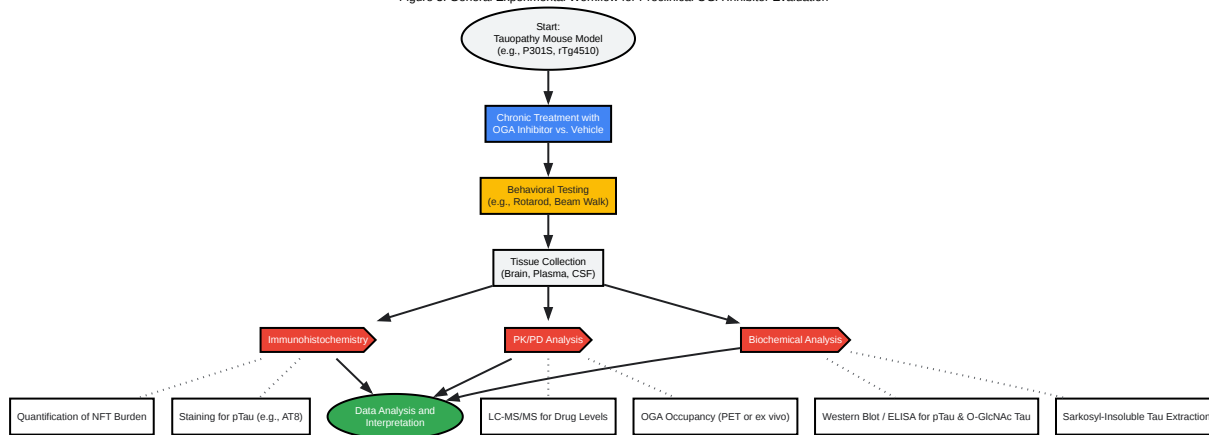 Start:
Tauopathy Mouse Model
(e.g., P301S, rTg4510)
Chronic Treatment with
OGA Inhibitor vs. Vehicle
Behavioral Testing
(e.g., Rotarod, Beam Walk)
Tissue Collection
(Brain, Plasma, CSF)
Immunohistochemistry
PK/PD Analysis
Biochemical Analysis
Quantification of NFT Burden
Staining for pTau (e.g., AT8)
Data Analysis and
Interpretation
LC-MS/MS for Drug Levels
OGA Occupancy (PET or ex vivo)
Western Blot / ELISA for pTau & O-GlcNAc Tau
Sarkosyl-Insoluble Tau Extraction